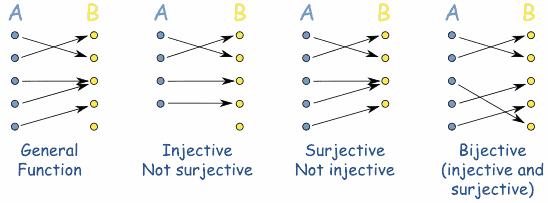 A B
A B
A B
A B
General
Function
Injective
Not surjective
Surjective
Not injective
Bijective
(injective and
surjective)